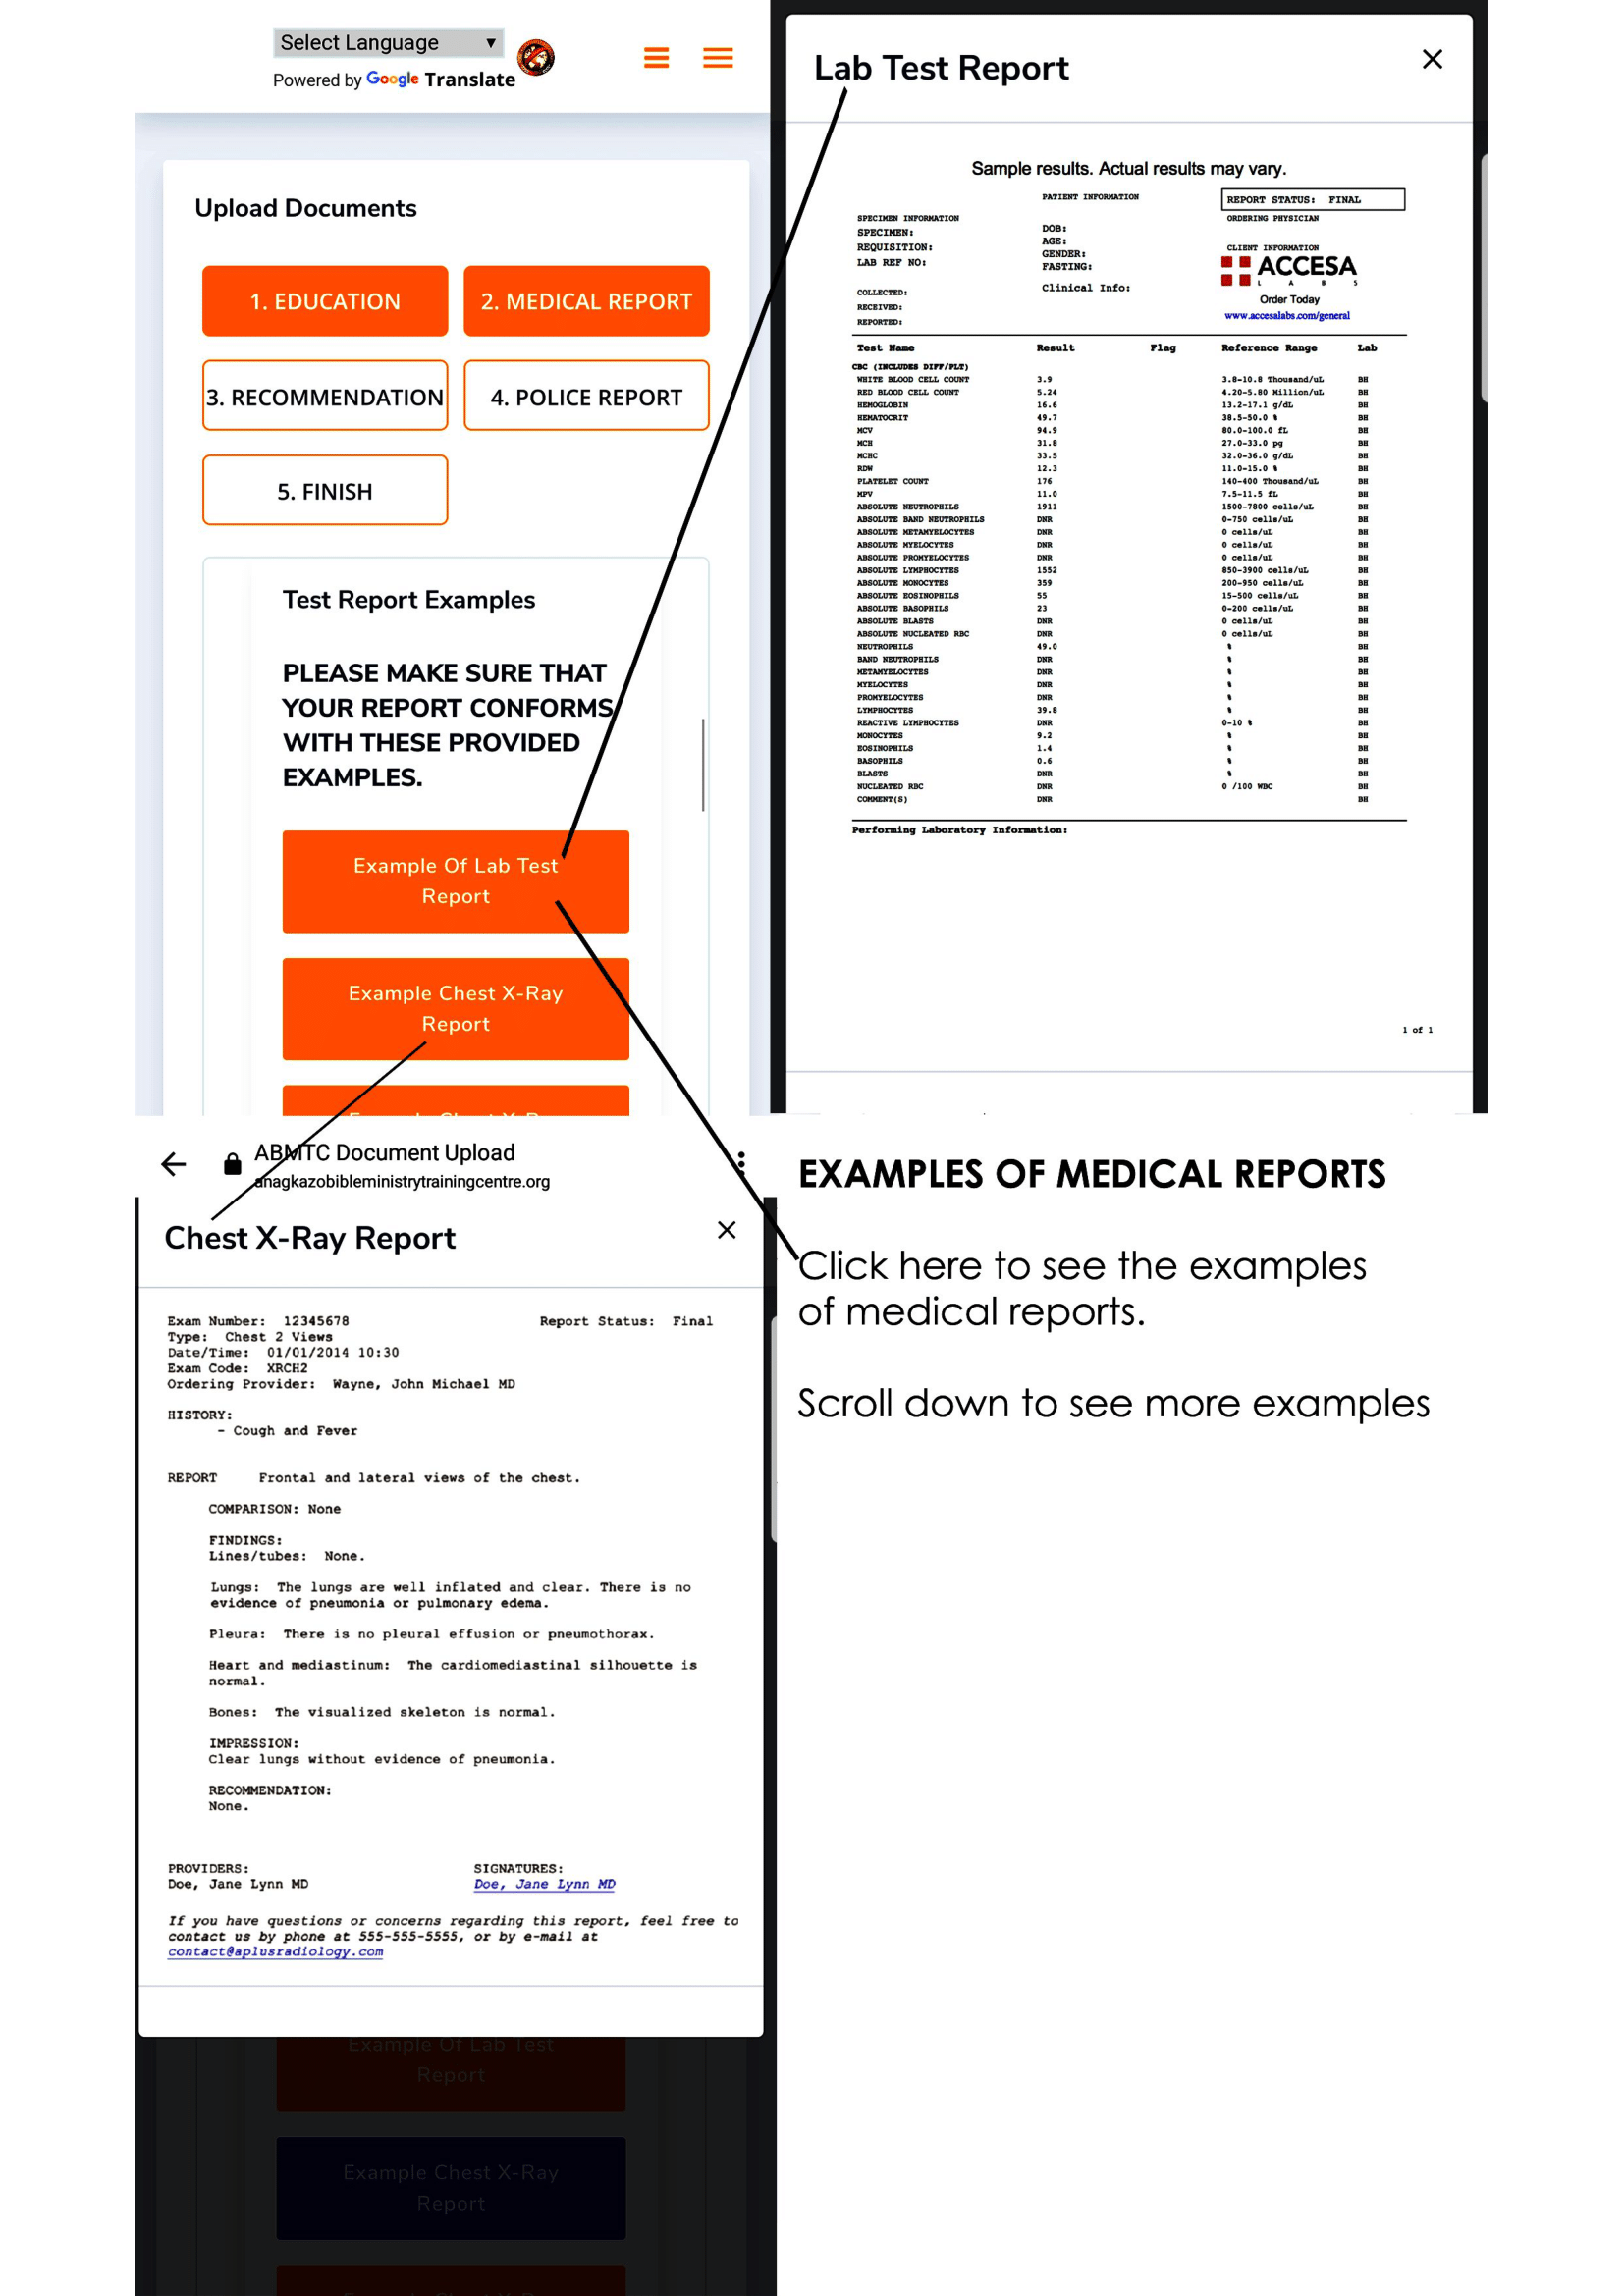 Select Language ▼
Powered by Google Translate
Upload Documents
1. EDUCATION
2. MEDICAL REPORT
3. RECOMMENDATION
4. POLICE REPORT
5. FINISH
Test Report Examples
PLEASE MAKE SURE THAT
YOUR REPORT CONFORMS
WITH THESE PROVIDED
EXAMPLES.
Example Of Lab Test
Report
Example Chest X-Ray
Report
Lab Test Report
Sample results. Actual results may vary.
PATIENT INFORMATION
REPORT STATUS: FINAL
SPECIMEN INFORMATION
ORDERING PHYSICIAN
SPECIMEN:
DOB:
REQUISITION:
AGE:
GENDER:
CLIENT INFORMATION
LAB REF NO:
FASTING:
ACCESA
LABS
Clinical Info:
COLLECTED:
Order Today
RECEIVED:
www.accesalabs.com/general
REPORTED:
Test Name Result Flag Reference Range Lab
CBC (INCLUDES DIFF/PLT)
WHITE BLOOD CELL COUNT 3.9 3.8-10.8 Thousand/uL BH
RED BLOOD CELL COUNT 5.24 4.20-5.80 Million/uL BH
HEMOGLOBIN 16.6 13.2-17.1 g/dL BH
HEMATOCRIT 49.7 38.5-50.0 % BH
MCV 94.9 80.0-100.0 fL BH
MCH 31.8 27.0-33.0 pg BH
MCHC 33.5 32.0-36.0 g/dL BH
RDW 12.3 11.0-15.0 % BH
PLATELET COUNT 176 140-400 Thousand/uL BH
MPV 11.0 7.5-11.5 fL BH
ABSOLUTE NEUTROPHILS 1911 1500-7800 cells/uL BH
ABSOLUTE BAND NEUTROPHILS DNR 0-750 cells/uL BH
ABSOLUTE METAMYELOCYTES DNR 0 cells/uL BH
ABSOLUTE MYELOCYTES DNR 0 cells/uL BH
ABSOLUTE PROMYELOCYTES DNR 0 cells/uL BH
ABSOLUTE LYMPHOCYTES 1552 850-3900 cells/uL BH
ABSOLUTE MONOCYTES 359 200-950 cells/uL BH
ABSOLUTE EOSINOPHILS 55 15-500 cells/uL BH
ABSOLUTE BASOPHILS 23 0-200 cells/uL BH
ABSOLUTE BLASTS DNR 0 cells/uL BH
ABSOLUTE NUCLEATED RBC DNR 0 cells/uL BH
NEUTROPHILS 49.0 % BH
BAND NEUTROPHILS DNR % BH
METAMYELOCYTES DNR % BH
MYELOCYTES DNR % BH
PROMYELOCYTES DNR % BH
LYMPHOCYTES 39.8 % BH
REACTIVE LYMPHOCYTES DNR 0-10 % BH
MONOCYTES 9.2 % BH
EOSINOPHILS 1.4 % BH
BASOPHILS 0.6 % BH
BLASTS DNR % BH
NUCLEATED RBC DNR 0 /100 WBC BH
COMMENT(S) DNR BH
Performing Laboratory Information:
1 of 1
ABMTC Document Upload
anagkazobibleministrytrainingcentre.org
Chest X-Ray Report
Exam Number: 12345678 Report Status: Final
Type: Chest 2 Views
Date/Time: 01/01/2014 10:30
Exam Code: XRCH2
Ordering Provider: Wayne, John Michael MD
HISTORY:
- Cough and Fever
REPORT Frontal and lateral views of the chest.
COMPARISON: None
FINDINGS:
Lines/tubes: None.
Lungs: The lungs are well inflated and clear. There is no
evidence of pneumonia or pulmonary edema.
Pleura: There is no pleural effusion or pneumothorax.
Heart and mediastinum: The cardiomediastinal silhouette is
normal.
Bones: The visualized skeleton is normal.
IMPRESSION:
Clear lungs without evidence of pneumonia.
RECOMMENDATION:
None.
PROVIDERS: SIGNATURES:
Doe, Jane Lynn MD Doe, Jane Lynn MD
If you have questions or concerns regarding this report, feel free to
contact us by phone at 555-555-5555, or by e-mail at
contact@aplusradiology.com
Example Of Lab Test
Report
Example Chest X-Ray
Report
EXAMPLES OF MEDICAL REPORTS
Click here to see the examples
of medical reports.
Scroll down to see more examples